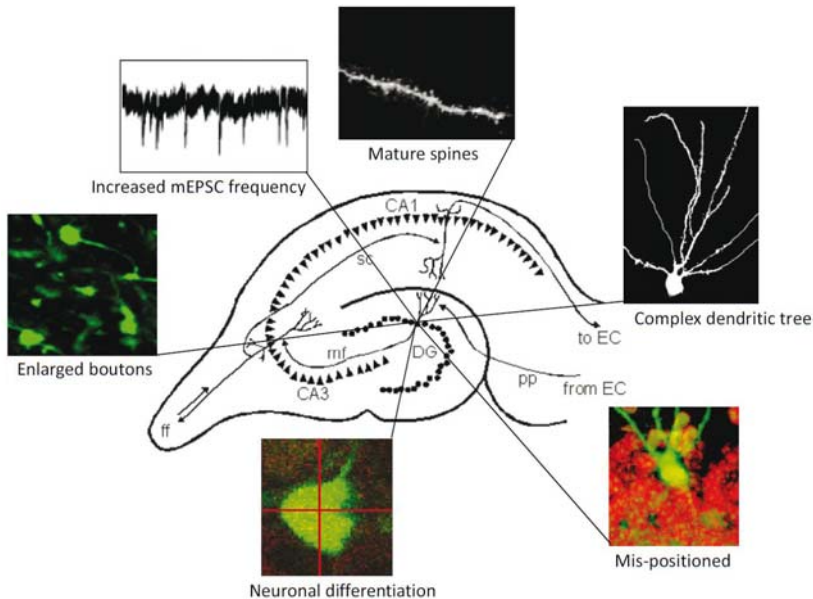 Mature spines
Increased mEPSC frequency
CA1
sc
Complex dendritic tree
to EC
Enlarged boutons
mf
DG
pp
from EC
CA3
ff
Mis-positioned
Neuronal differentiation